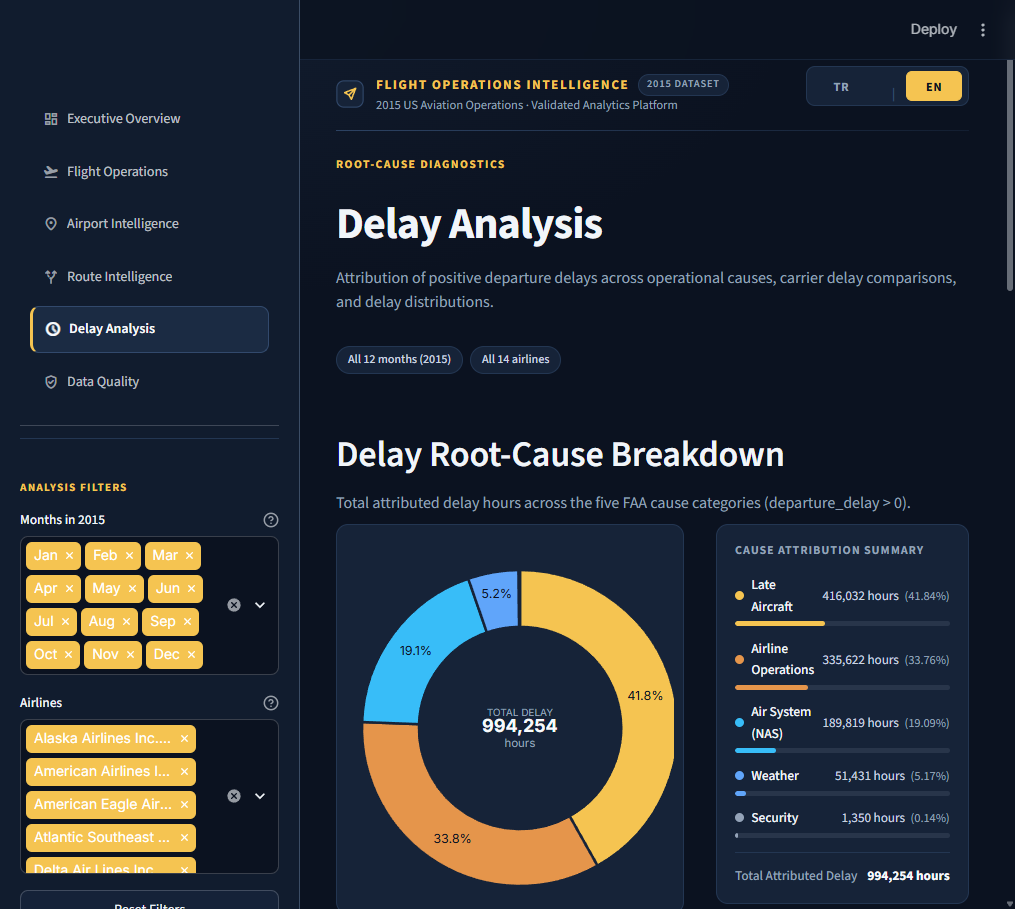 Deploy
FLIGHT OPERATIONS INTELLIGENCE
2015 DATASET
2015 US Aviation Operations · Validated Analytics Platform
TR
EN
Executive Overview
Flight Operations
Airport Intelligence
Route Intelligence
Delay Analysis
Data Quality
ANALYSIS FILTERS
Months in 2015
Jan × Feb × Mar ×
Apr × May × Jun ×
Jul × Aug × Sep ×
Oct × Nov × Dec ×
Airlines
Alaska Airlines Inc.... ×
American Airlines I... ×
American Eagle Air... ×
Atlantic Southeast ... ×
Delta Air Lines Inc.
Reset Filters
ROOT-CAUSE DIAGNOSTICS
Delay Analysis
Attribution of positive departure delays across operational causes, carrier delay comparisons,
and delay distributions.
All 12 months (2015)
All 14 airlines
Delay Root-Cause Breakdown
Total attributed delay hours across the five FAA cause categories (departure_delay > 0).
5.2%
19.1%
41.8%
33.8%
TOTAL DELAY
994,254
hours
CAUSE ATTRIBUTION SUMMARY
Late
Aircraft
416,032 hours (41.84%)
Airline
Operations
335,622 hours (33.76%)
Air System
(NAS)
189,819 hours (19.09%)
Weather
51,431 hours (5.17%)
Security
1,350 hours (0.14%)
Total Attributed Delay 994,254 hours